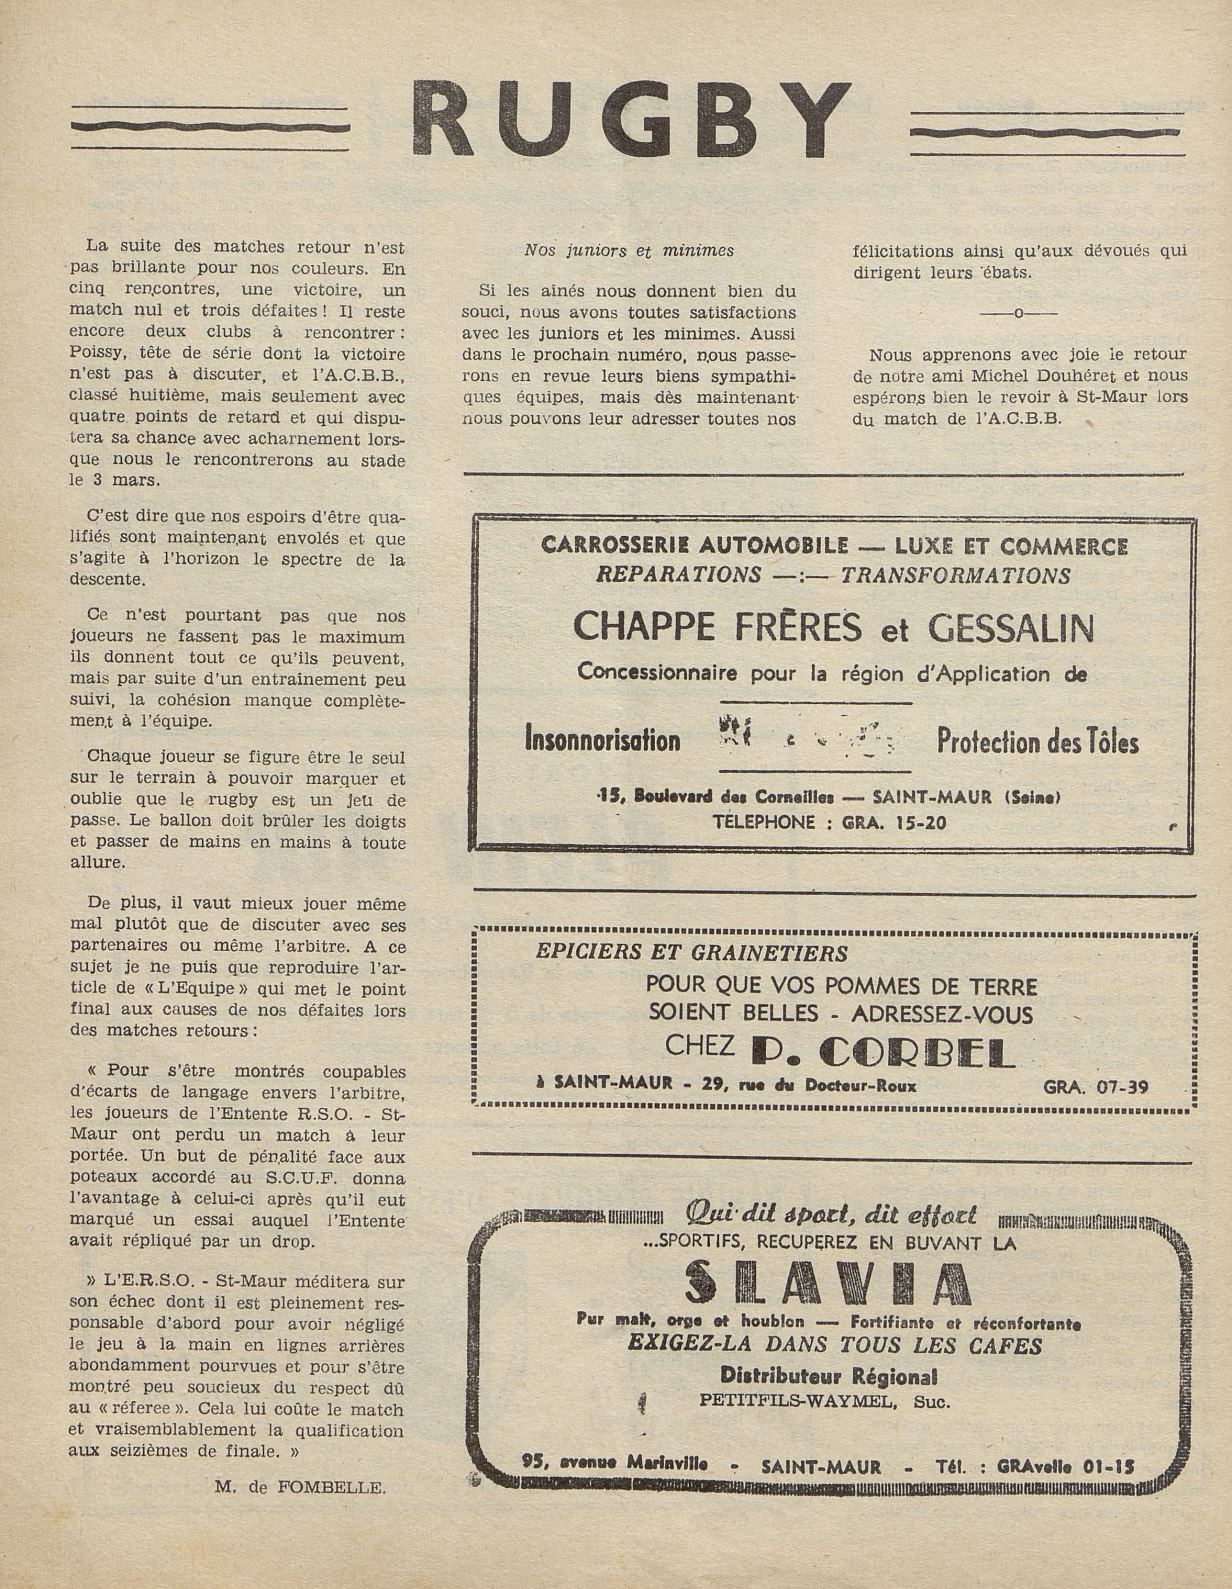 RUGBY
La suite des matches retour n'est
pas brillante pour nos couleurs. En
cinq rencontres, une victoire, un
match nul et trois défaites ! Il reste
encore deux clubs à rencontrer :
Poissy, tête de série dont la victoire
n'est pas à discuter, et l'A.C.B.B.,
classé huitième, mais seulement avec
quatre points de retard et qui dispu-
tera sa chance avec acharnement lors-
que nous le rencontrerons au stade
le 3 mars.
C'est dire que nos espoirs d'être qua-
lifiés sont maintenant envolés et que
s'agite à l'horizon le spectre de la
descente.
Ce n'est pourtant pas que nos
joueurs ne fassent pas le maximum
ils donnent tout ce qu'ils peuvent,
mais par suite d'un entraînement peu
suivi, la cohésion manque complète-
ment à l'équipe.
Chaque joueur se figure être le seul
sur le terrain à pouvoir marquer et
oublie que le rugby est un jeu de
passe. Le ballon doit brûler les doigts
et passer de mains en mains à toute
allure.
De plus, il vaut mieux jouer même
mal plutôt que de discuter avec ses
partenaires ou même l'arbitre. A ce
sujet je ne puis que reproduire l'ar-
ticle de « L'Equipe » qui met le point
final aux causes de nos défaites lors
des matches retours :
« Pour s'être montrés coupables
d'écarts de langage envers l'arbitre,
les joueurs de l'Entente R.S.O. - St-
Maur ont perdu un match à leur
portée. Un but de pénalité face aux
poteaux accordé au S.C.U.F. donna
l'avantage à celui-ci après qu'il eut
marqué un essai auquel l'Entente
avait répliqué par un drop.
» L'E.R.S.O. - St-Maur méditera sur
son échec dont il est pleinement res-
ponsable d'abord pour avoir négligé
le jeu à la main en lignes arrières
abondamment pourvues et pour s'être
montré peu soucieux du respect dû
au « réferee ». Cela lui coûte le match
et vraisemblablement la qualification
aux seizièmes de finale. »
M. de FOMBELLE.
Nos juniors et minimes
Si les aînés nous donnent bien du
souci, nous avons toutes satisfactions
avec les juniors et les minimes. Aussi
dans le prochain numéro, nous passe-
rons en revue leurs biens sympathi-
ques équipes, mais dès maintenant
nous pouvons leur adresser toutes nos
félicitations ainsi qu'aux dévoués qui
dirigent leurs ébats.
—o—
Nous apprenons avec joie le retour
de notre ami Michel Douhéret et nous
espérons bien le revoir à St-Maur lors
du match de l'A.C.B.B.
CARROSSERIE AUTOMOBILE — LUXE ET COMMERCE
REPARATIONS —:— TRANSFORMATIONS
CHAPPE FRÈRES et GESSALIN
Concessionnaire pour la région d'Application de
Insonnorisation Protection des Tôles
15, Boulevard des Corneilles — SAINT-MAUR (Seine)
TELEPHONE : GRA. 15-20
EPICIERS ET GRAINETIERS
POUR QUE VOS POMMES DE TERRE
SOIENT BELLES - ADRESSEZ-VOUS
CHEZ P. CORBEL
à SAINT-MAUR - 29, rue du Docteur-Roux GRA. 07-39
Qui dit sport, dit effort
...SPORTIFS, RECUPEREZ EN BUVANT LA
SLAVIA
Pur malt, orge et houblon — Fortifiante et réconfortante
EXIGEZ-LA DANS TOUS LES CAFES
Distributeur Régional
PETITFILS-WAYMEL, Suc.
95, avenue Marinville - SAINT-MAUR - Tél. : GRAvelle 01-15